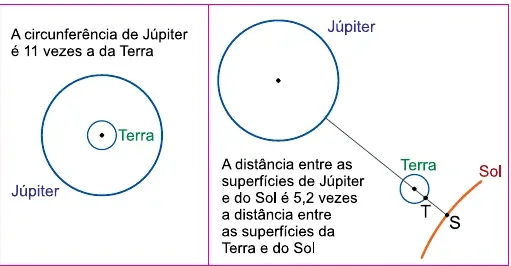 A circunferência de Júpiter
é 11 vezes a da Terra
Terra
Júpiter
Júpiter
A distância entre as
superfícies de Júpiter
e do Sol é 5,2 vezes
a distância entre
as superfícies da
Terra e do Sol
Terra
Sol
T
S